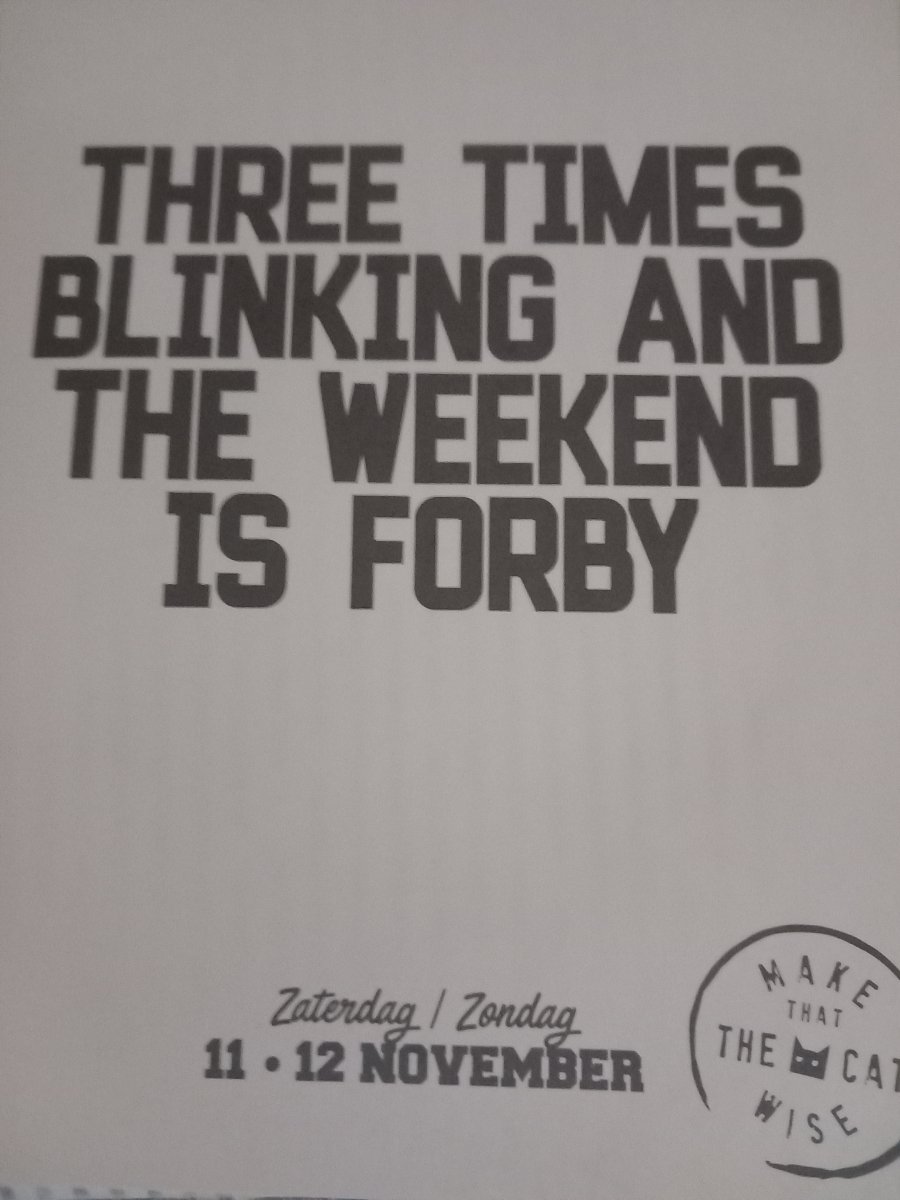 THREE TIMES
BLINKING AND
THE WEEKEND
IS FORBY
Zaterdag / Zondag
11 • 12 NOVEMBER
MAKE
THAT
THE CAT
WISE